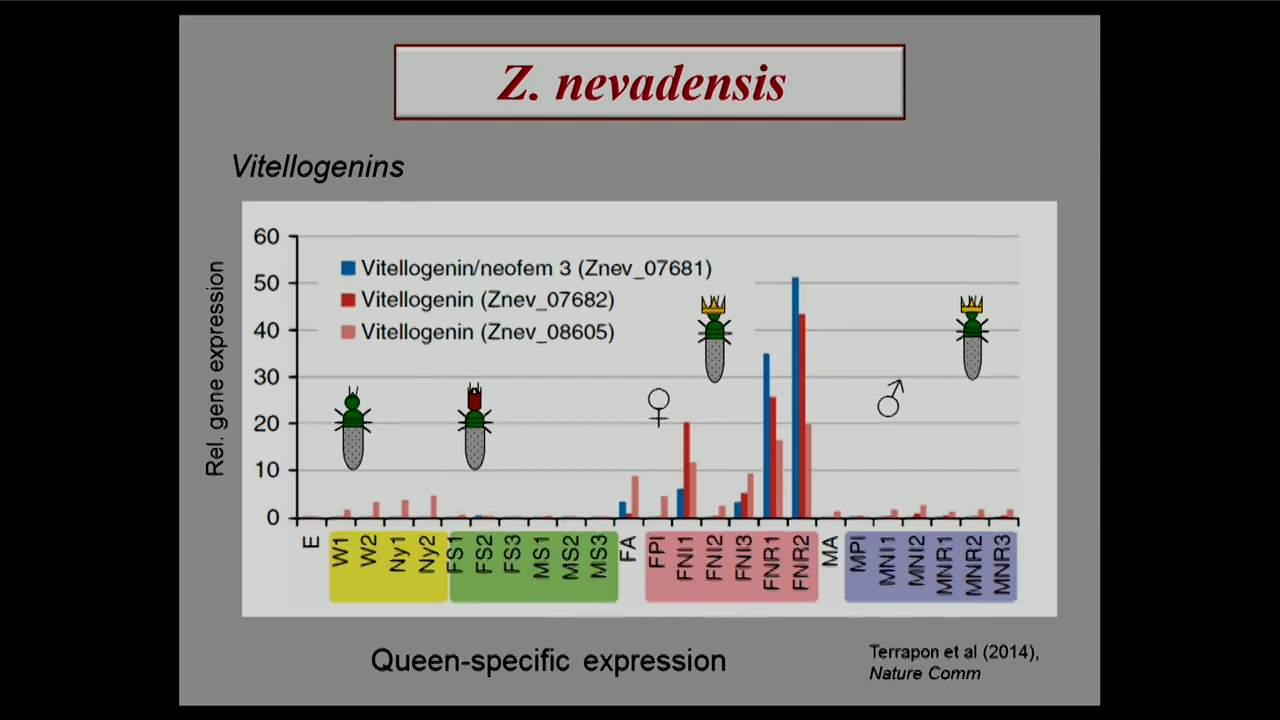 Z. nevadensis
Vitellogenins
Rel. gene expression
60
50
40
30
20
10
0
Vitellogenin/neofem 3 (Znev_07681)
Vitellogenin (Znev_07682)
Vitellogenin (Znev_08605)
E
W1
W2
Ny1
Ny2
FS1
FS2
FS3
MS1
MS2
MS3
FA
FPI
FNI1
FNI2
FNI3
FNR1
FNR2
MA
MPI
MNI1
MNI2
MNR1
MNR2
MNR3
Queen-specific expression
Terrapon et al (2014),
Nature Comm